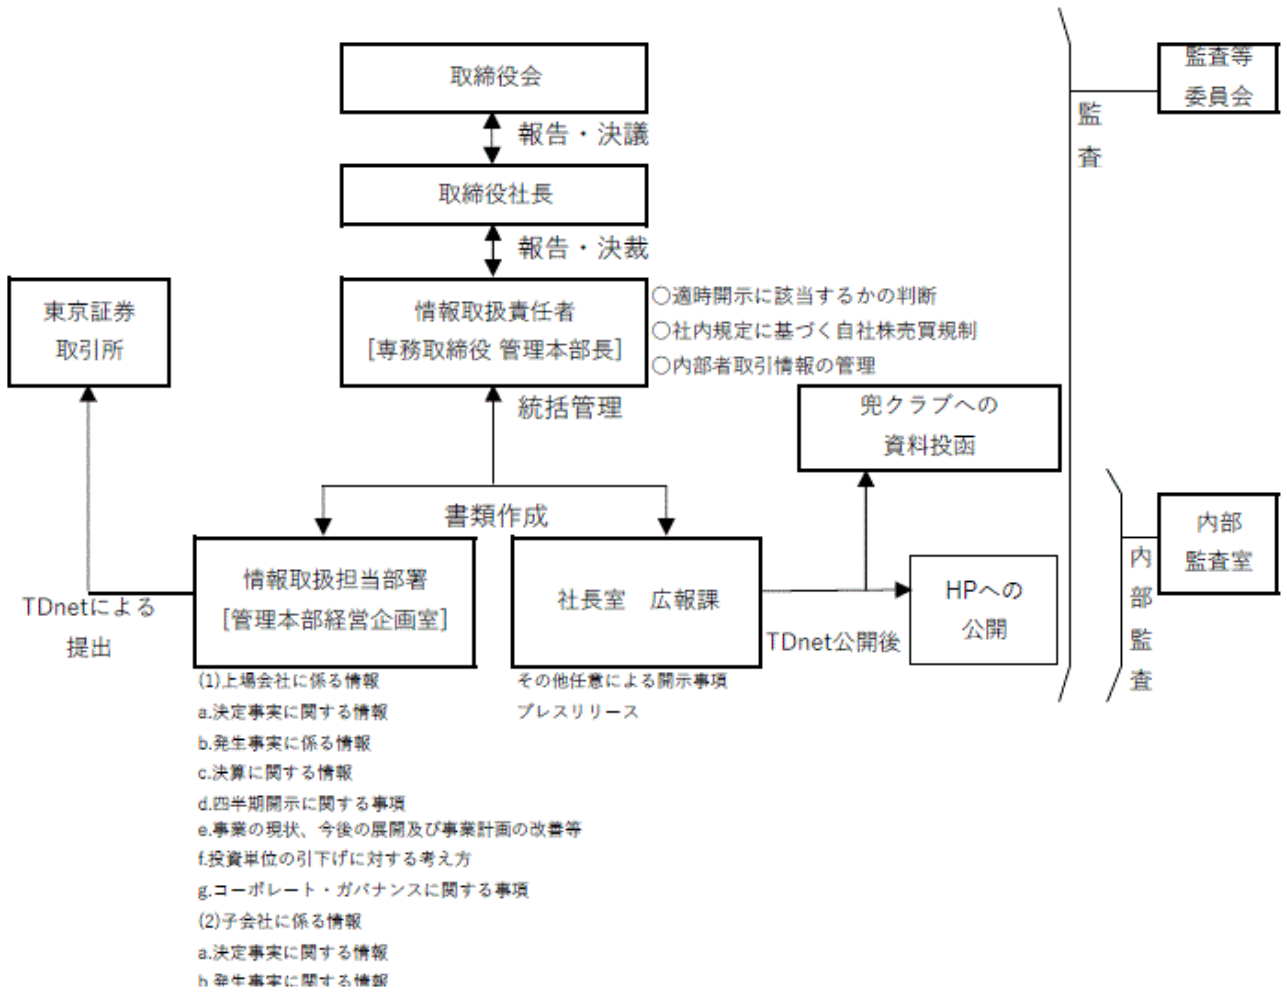 取締役会
報告・決議
取締役社長
報告・決裁
情報取扱責任者
[専務取締役 管理本部長]
○適時開示に該当するかの判断
○社内規定に基づく自社株売買規制
○内部者取引情報の管理
統括管理
東京証券
取引所
兜クラブへの
資料投函
書類作成
情報取扱担当部署
[管理本部経営企画室]
社長室 広報課
HPへの
公開
TDnetによる
提出
TDnet公開後
(1)上場会社に係る情報
a.決定事実に関する情報
b.発生事実に係る情報
c.決算に関する情報
d.四半期開示に関する事項
e.事業の現状、今後の展開及び事業計画の改善等
f.投資単位の引下げに対する考え方
g.コーポレート・ガバナンスに関する事項
(2)子会社に係る情報
a.決定事実に関する情報
b.発生事実に関する情報
その他任意による開示事項
プレスリリース
監査
監査等
委員会
内部監査
内部
監査室